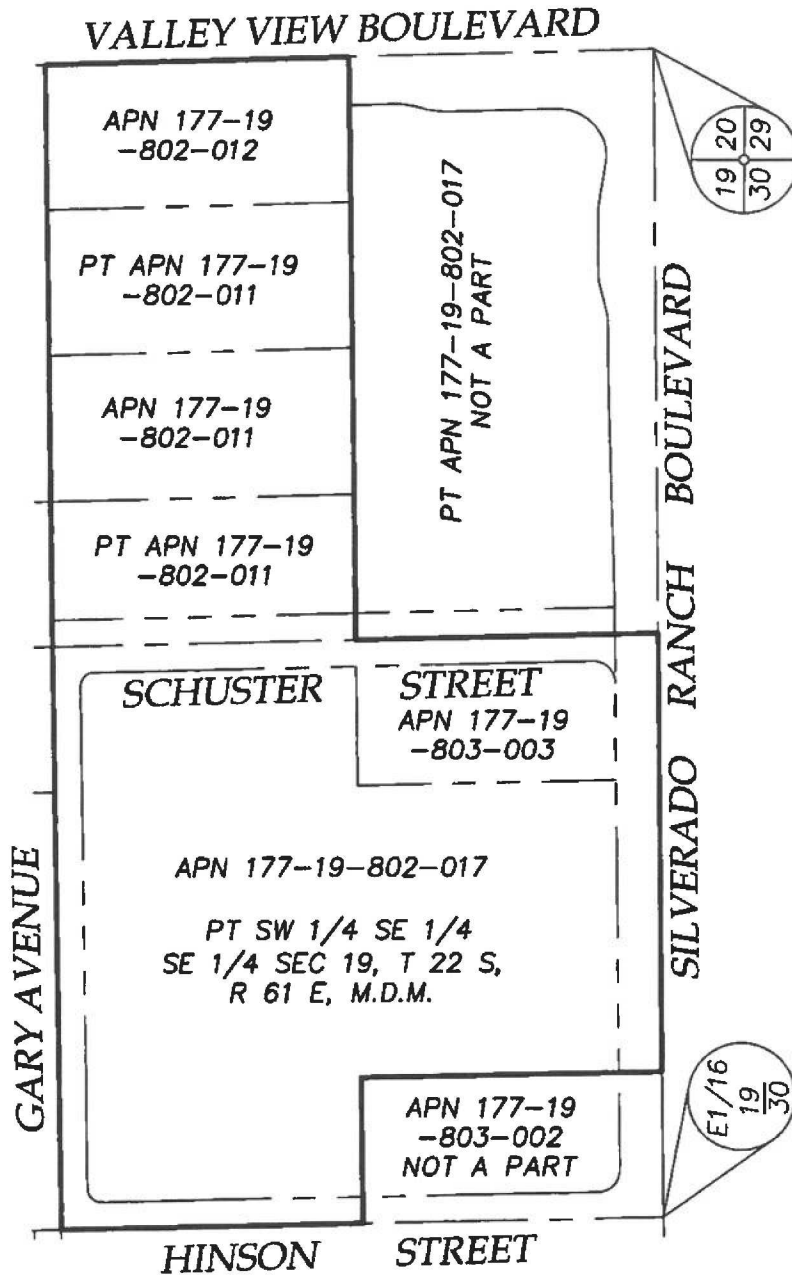 VALLEY VIEW BOULEVARD
APN 177-19
-802-012
PT APN 177-19
-802-011
APN 177-19
-802-011
PT APN 177-19
-802-011
PT APN 177-19-802-017
NOT A PART
19 20
30 29
SILVERADO RANCH BOULEVARD
SCHUSTER STREET
APN 177-19
-803-003
GARY AVENUE
APN 177-19-802-017
PT SW 1/4 SE 1/4
SE 1/4 SEC 19, T 22 S,
R 61 E, M.D.M.
APN 177-19
-803-002
NOT A PART
E1/16
19
30
HINSON STREET